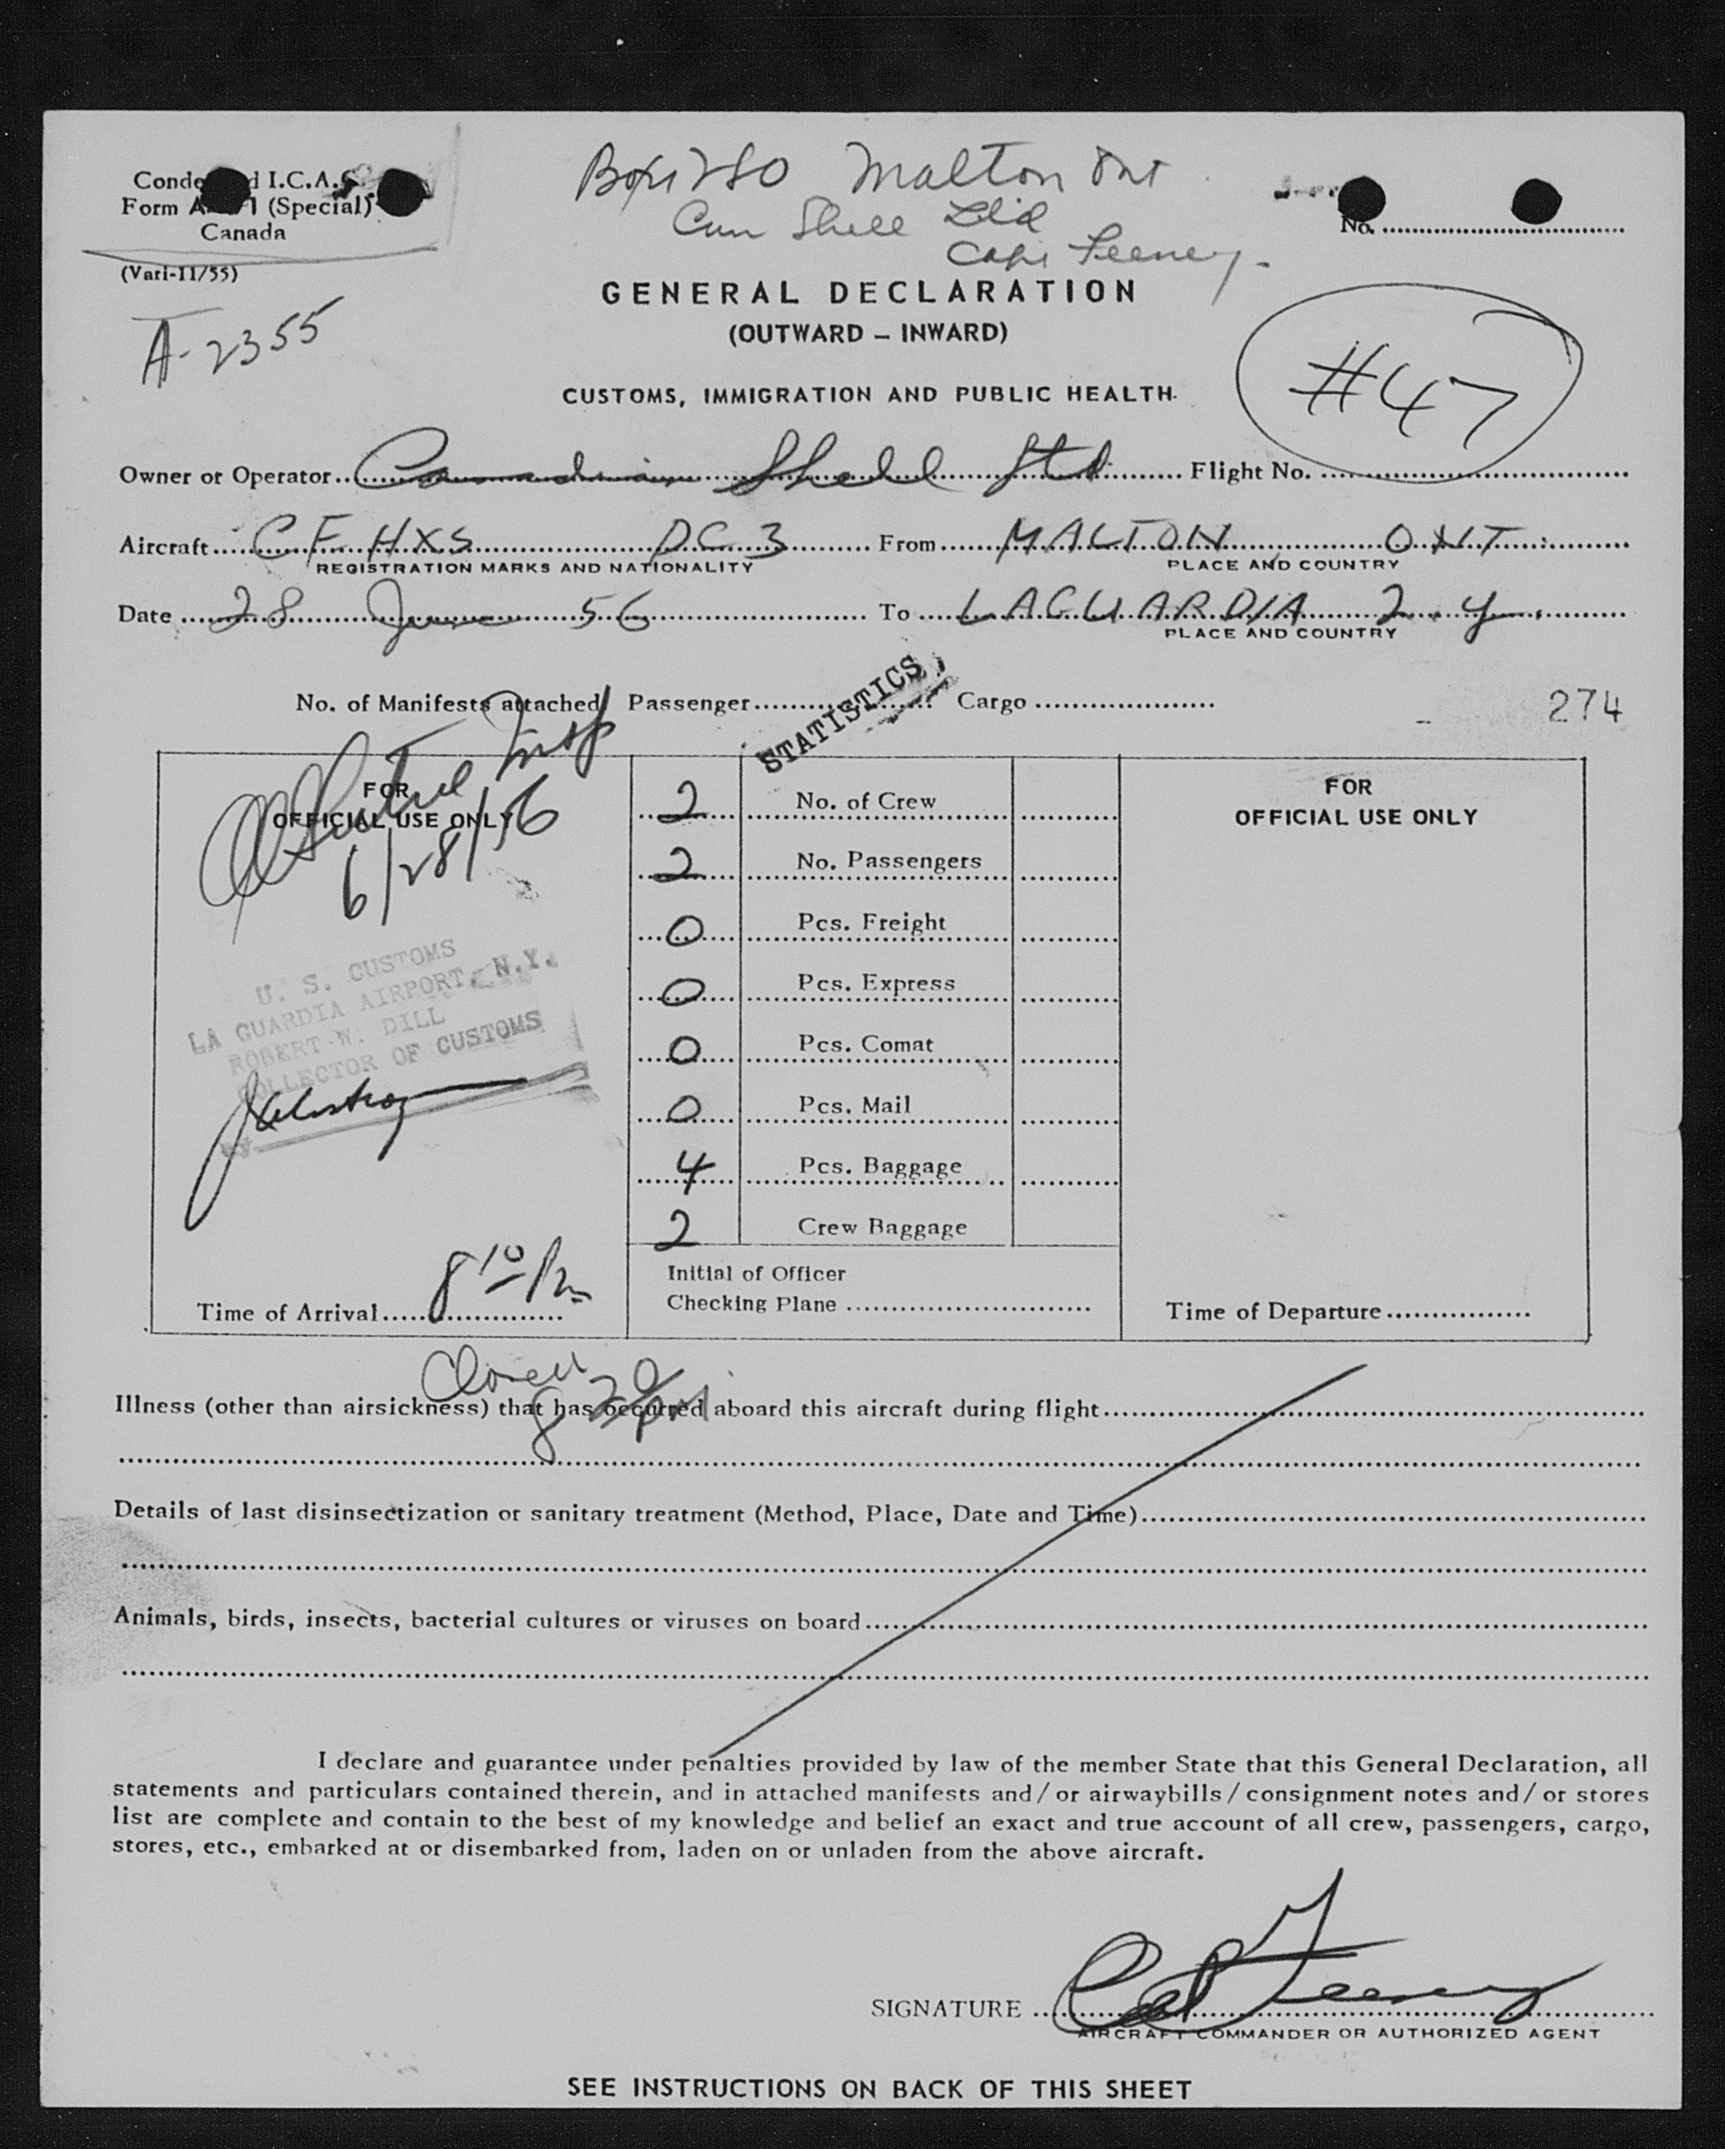 Box 280 Malton Ont
Can Shell Ltd
Capt Feeney.
I.C.A.
Form (Special)
Canada
(Vari-11/55)
No.
A-2355
GENERAL DECLARATION
(OUTWARD – INWARD)
CUSTOMS, IMMIGRATION AND PUBLIC HEALTH.
#47
Owner or Operator Canadian Shell Ltd Flight No.
Aircraft CF HXS DC 3 From MALTON ONT.
REGISTRATION MARKS AND NATIONALITY PLACE AND COUNTRY
Date 28 June 56 To LAGUARDIA N.Y.
PLACE AND COUNTRY
No. of Manifests attached Passenger Cargo
STATISTICS
274
Insp
6/28/56
FOR
OFFICIAL USE ONLY
U. S. CUSTOMS
LA GUARDIA AIRPORT, N.Y.
ROBERT W. DILL
COLLECTOR OF CUSTOMS
BY
Time of Arrival 8 10 Pm
2 No. of Crew
2 No. Passengers
0 Pcs. Freight
0 Pcs. Express
0 Pcs. Comat
0 Pcs. Mail
4 Pcs. Baggage
2 Crew Baggage
Initial of Officer
Checking Plane
FOR
OFFICIAL USE ONLY
Time of Departure
Closed
8 20 PM
Illness (other than airsickness) that has occurred aboard this aircraft during flight
Details of last disinsectization or sanitary treatment (Method, Place, Date and Time)
Animals, birds, insects, bacterial cultures or viruses on board
I declare and guarantee under penalties provided by law of the member State that this General Declaration, all
statements and particulars contained therein, and in attached manifests and/or airwaybills/consignment notes and/or stores
list are complete and contain to the best of my knowledge and belief an exact and true account of all crew, passengers, cargo,
stores, etc., embarked at or disembarked from, laden on or unladen from the above aircraft.
SIGNATURE Feeney
AIRCRAFT COMMANDER OR AUTHORIZED AGENT
SEE INSTRUCTIONS ON BACK OF THIS SHEET